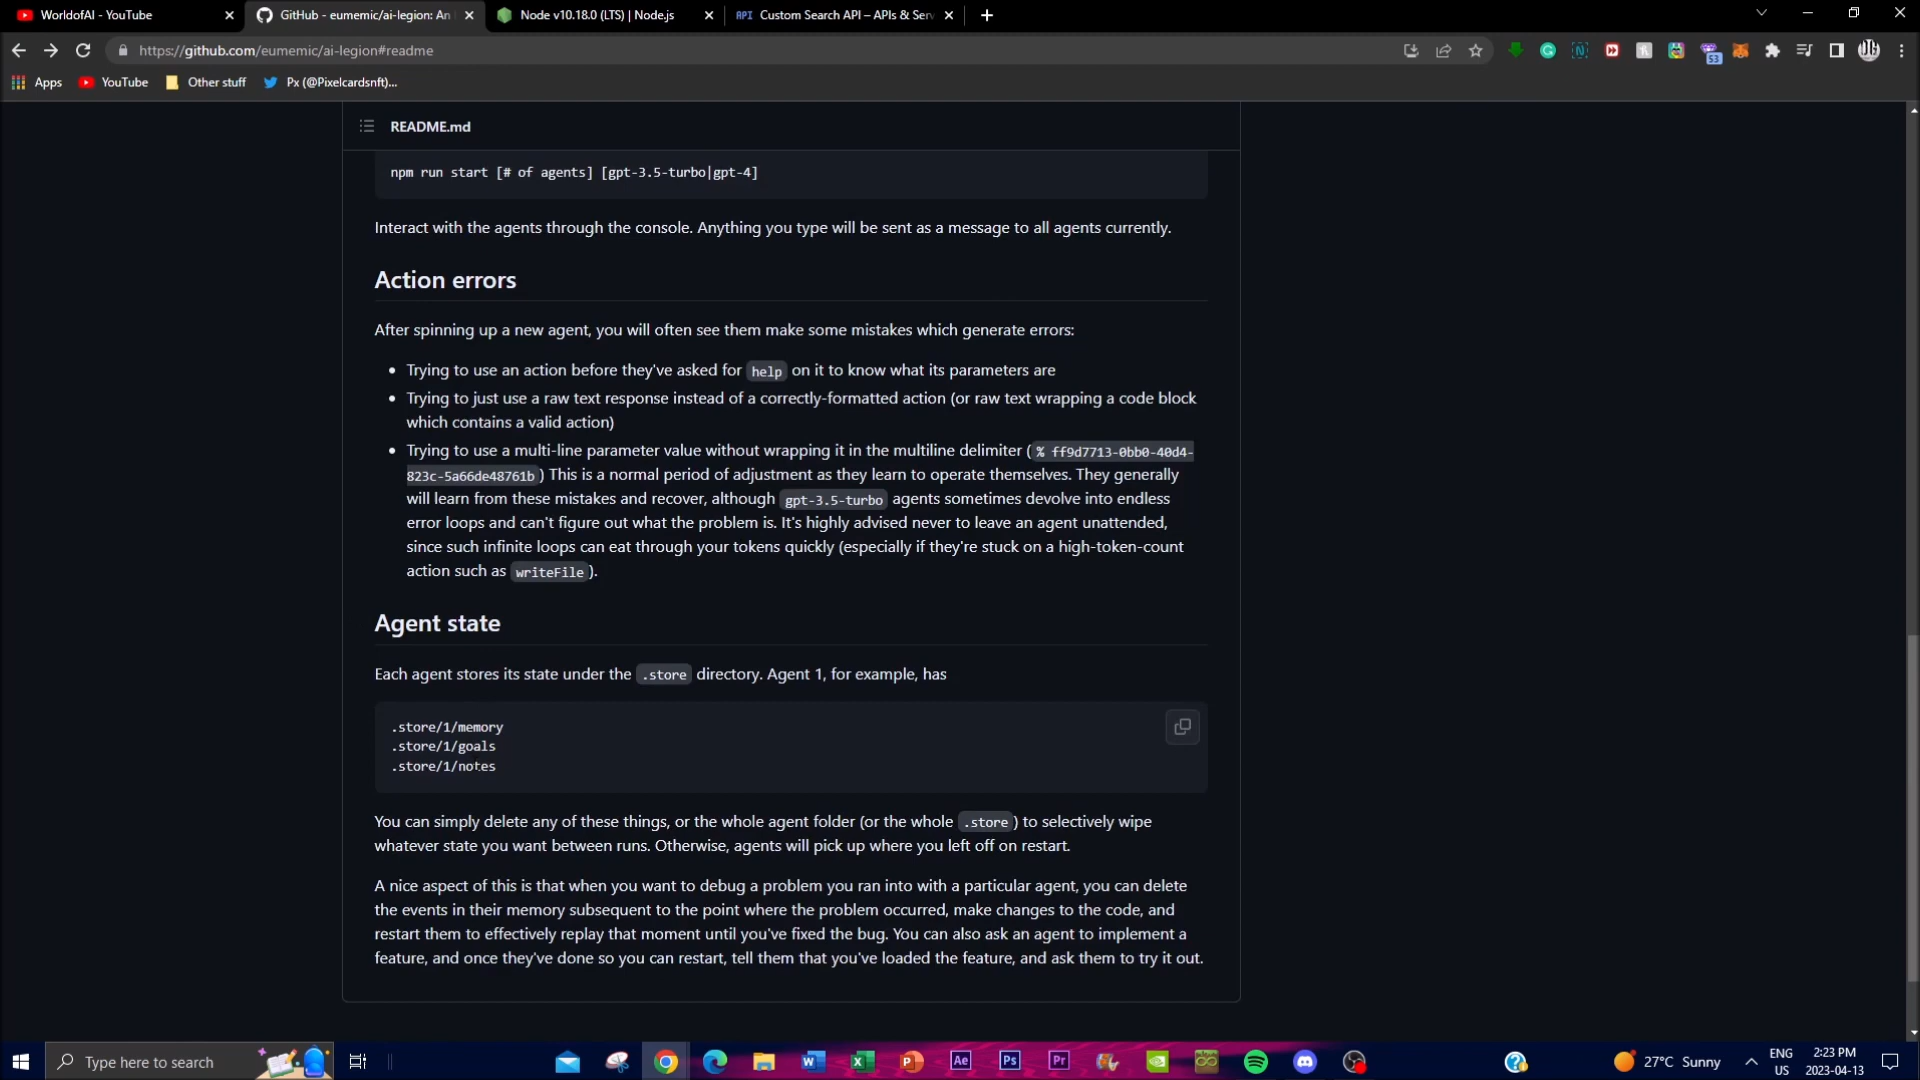 WorldofAI - YouTube
GitHub - eumemic/ai-legion: An
Node v10.18.0 (LTS) | Node.js
API Custom Search API – APIs & Serv
https://github.com/eumemic/ai-legion#readme
53
Apps
YouTube
Other stuff
Px (@Pixelcardsnft)...
README.md
npm run start [# of agents] [gpt-3.5-turbo|gpt-4]
Interact with the agents through the console. Anything you type will be sent as a message to all agents currently.
Action errors
After spinning up a new agent, you will often see them make some mistakes which generate errors:
• Trying to use an action before they've asked for help on it to know what its parameters are
• Trying to just use a raw text response instead of a correctly-formatted action (or raw text wrapping a code block
which contains a valid action)
• Trying to use a multi-line parameter value without wrapping it in the multiline delimiter ( % ff9d7713-0bb0-40d4-
823c-5a66de48761b ) This is a normal period of adjustment as they learn to operate themselves. They generally
will learn from these mistakes and recover, although gpt-3.5-turbo agents sometimes devolve into endless
error loops and can't figure out what the problem is. It's highly advised never to leave an agent unattended,
since such infinite loops can eat through your tokens quickly (especially if they're stuck on a high-token-count
action such as writeFile ).
Agent state
Each agent stores its state under the .store directory. Agent 1, for example, has
.store/1/memory
.store/1/goals
.store/1/notes
You can simply delete any of these things, or the whole agent folder (or the whole .store ) to selectively wipe
whatever state you want between runs. Otherwise, agents will pick up where you left off on restart.
A nice aspect of this is that when you want to debug a problem you ran into with a particular agent, you can delete
the events in their memory subsequent to the point where the problem occurred, make changes to the code, and
restart them to effectively replay that moment until you've fixed the bug. You can also ask an agent to implement a
feature, and once they've done so you can restart, tell them that you've loaded the feature, and ask them to try it out.
Type here to search
Ae
Ps
Pr
27°C Sunny
ENG
US
2:23 PM
2023-04-13